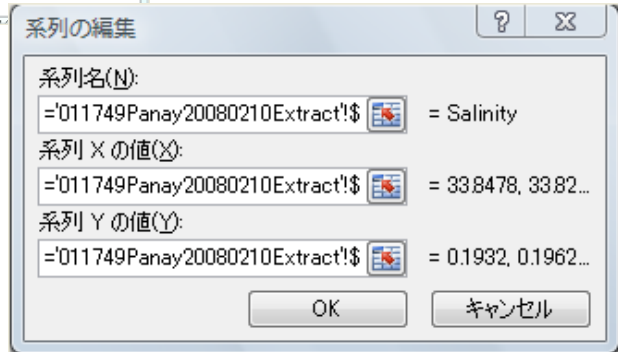 系列の編集
系列名(N):
='011749Panay20080210Extract'!$ = Salinity
系列 X の値(X):
='011749Panay20080210Extract'!$ = 33.8478, 33.82...
系列 Y の値(Y):
='011749Panay20080210Extract'!$ = 0.1932, 0.1962...
OK キャンセル